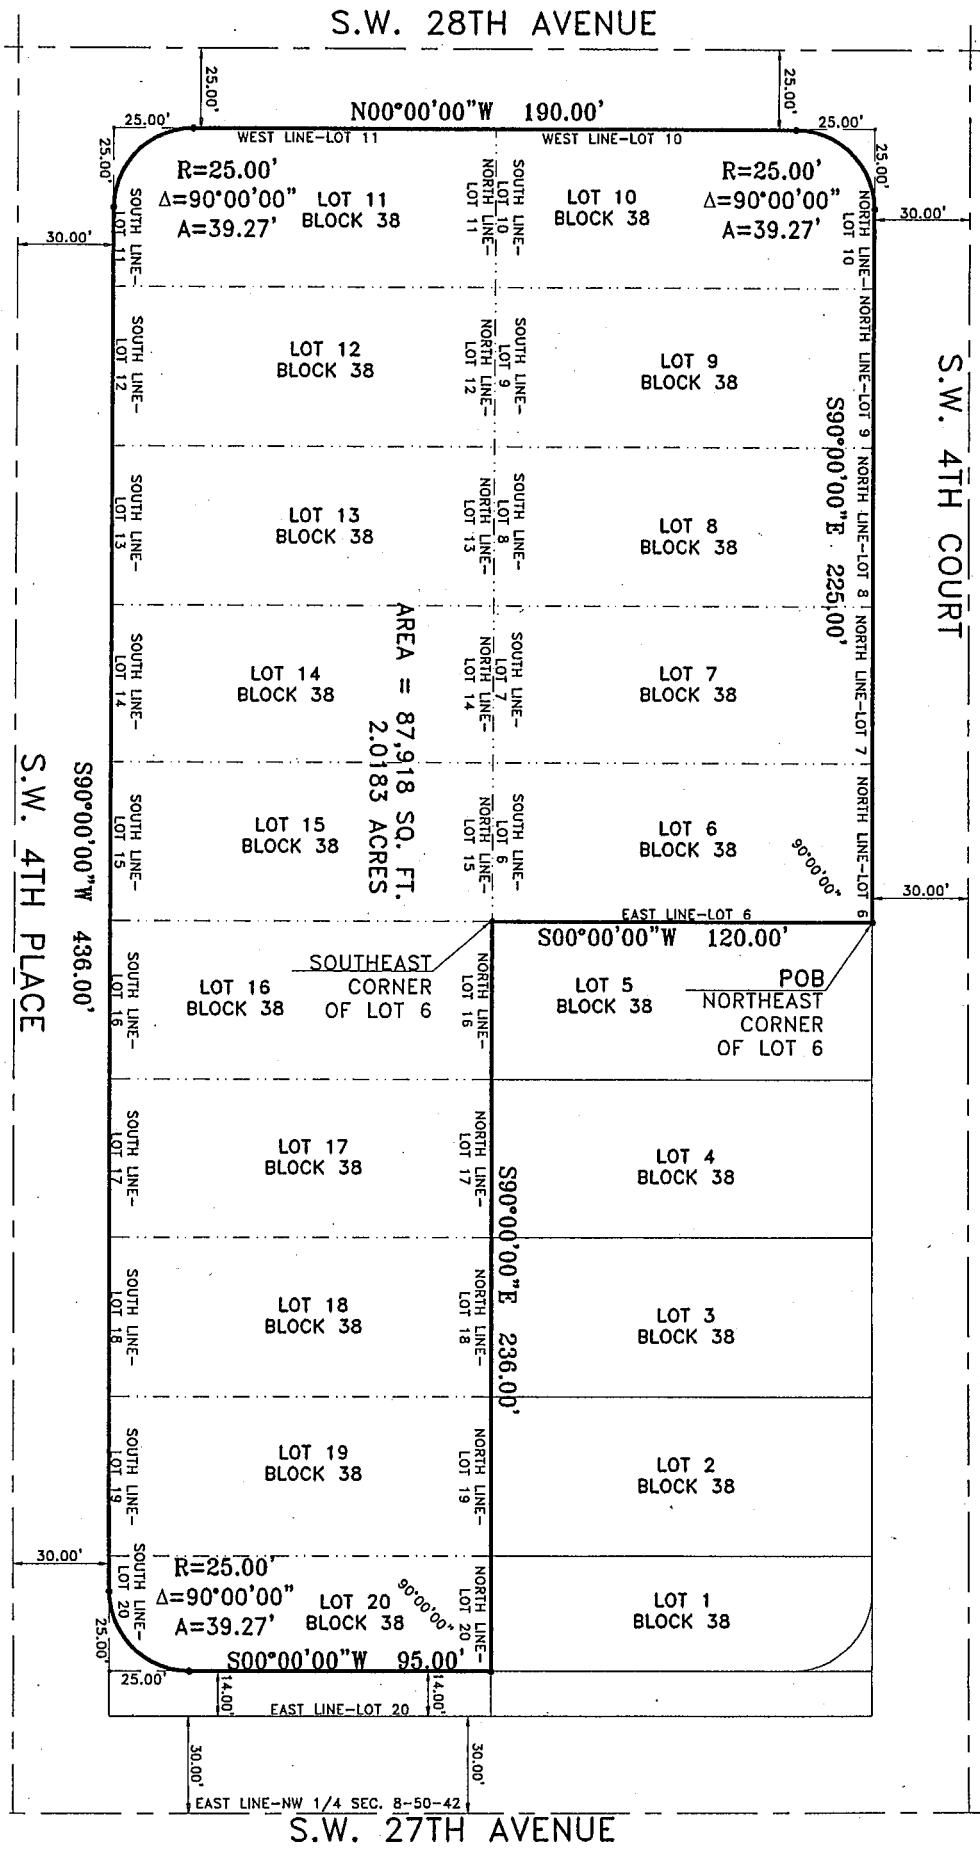 S.W. 28TH AVENUE
25.00'
25.00'
N00°00'00"W 190.00'
25.00'
25.00'
WEST LINE-LOT 11
WEST LINE-LOT 10
25.00'
25.00'
R=25.00'
Δ=90°00'00"
A=39.27'
LOT 11
BLOCK 38
SOUTH LINE-
LOT 10
NORTH LINE-
LOT 11
LOT 10
BLOCK 38
R=25.00'
Δ=90°00'00"
A=39.27'
NORTH LINE-
LOT 10
30.00'
30.00'
SOUTH LINE-
LOT 11
LOT 12
BLOCK 38
SOUTH LINE-
LOT 12
SOUTH LINE-
LOT 9
NORTH LINE-
LOT 12
LOT 9
BLOCK 38
NORTH LINE-LOT 9
S.W. 4TH COURT
S90°00'00"E 225.00'
LOT 13
BLOCK 38
SOUTH LINE-
LOT 13
SOUTH LINE-
LOT 8
NORTH LINE-
LOT 13
LOT 8
BLOCK 38
NORTH LINE-LOT 8
LOT 14
BLOCK 38
SOUTH LINE-
LOT 14
AREA = 87,918 SQ. FT.
2.0183 ACRES
SOUTH LINE-
LOT 7
NORTH LINE-
LOT 14
LOT 7
BLOCK 38
NORTH LINE-LOT 7
LOT 15
BLOCK 38
SOUTH LINE-
LOT 15
SOUTH LINE-
LOT 6
NORTH LINE-
LOT 15
LOT 6
BLOCK 38
90°00'00"
NORTH LINE-LOT 6
30.00'
S.W. 4TH PLACE
S90°00'00"W 436.00'
EAST LINE-LOT 6
S00°00'00"W 120.00'
SOUTHEAST
CORNER
OF LOT 6
POB
NORTHEAST
CORNER
OF LOT 6
LOT 16
BLOCK 38
SOUTH LINE-
LOT 16
NORTH LINE-
LOT 16
LOT 5
BLOCK 38
LOT 17
BLOCK 38
SOUTH LINE-
LOT 17
NORTH LINE-
LOT 17
S90°00'00"E 236.00'
LOT 4
BLOCK 38
LOT 18
BLOCK 38
SOUTH LINE-
LOT 18
NORTH LINE-
LOT 18
LOT 3
BLOCK 38
LOT 19
BLOCK 38
SOUTH LINE-
LOT 19
NORTH LINE-
LOT 19
LOT 2
BLOCK 38
30.00'
R=25.00'
Δ=90°00'00"
A=39.27'
SOUTH LINE-
LOT 20
LOT 20
BLOCK 38
90°00'00"
NORTH LINE-
LOT 20
LOT 1
BLOCK 38
25.00'
25.00'
S00°00'00"W 95.00'
14.00'
14.00'
EAST LINE-LOT 20
30.00'
30.00'
EAST LINE-NW 1/4 SEC. 8-50-42
S.W. 27TH AVENUE